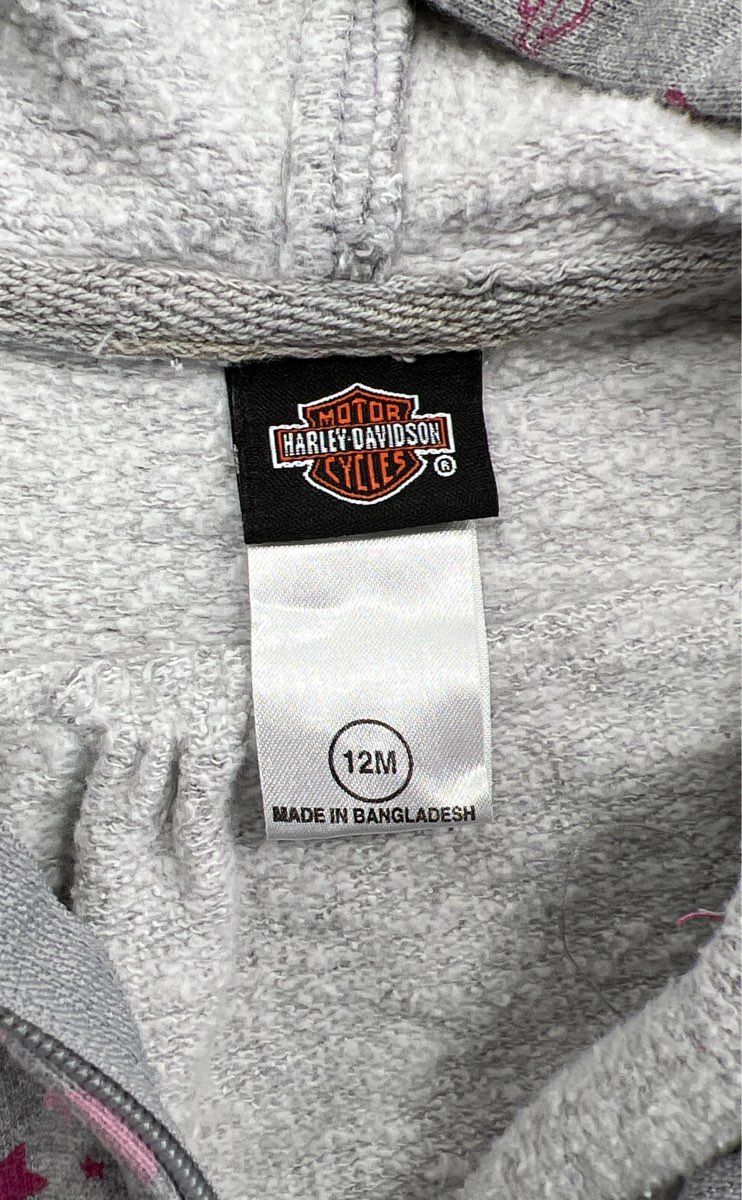 MOTOR
HARLEY-DAVIDSON
CYCLES
®
12M
MADE IN BANGLADESH